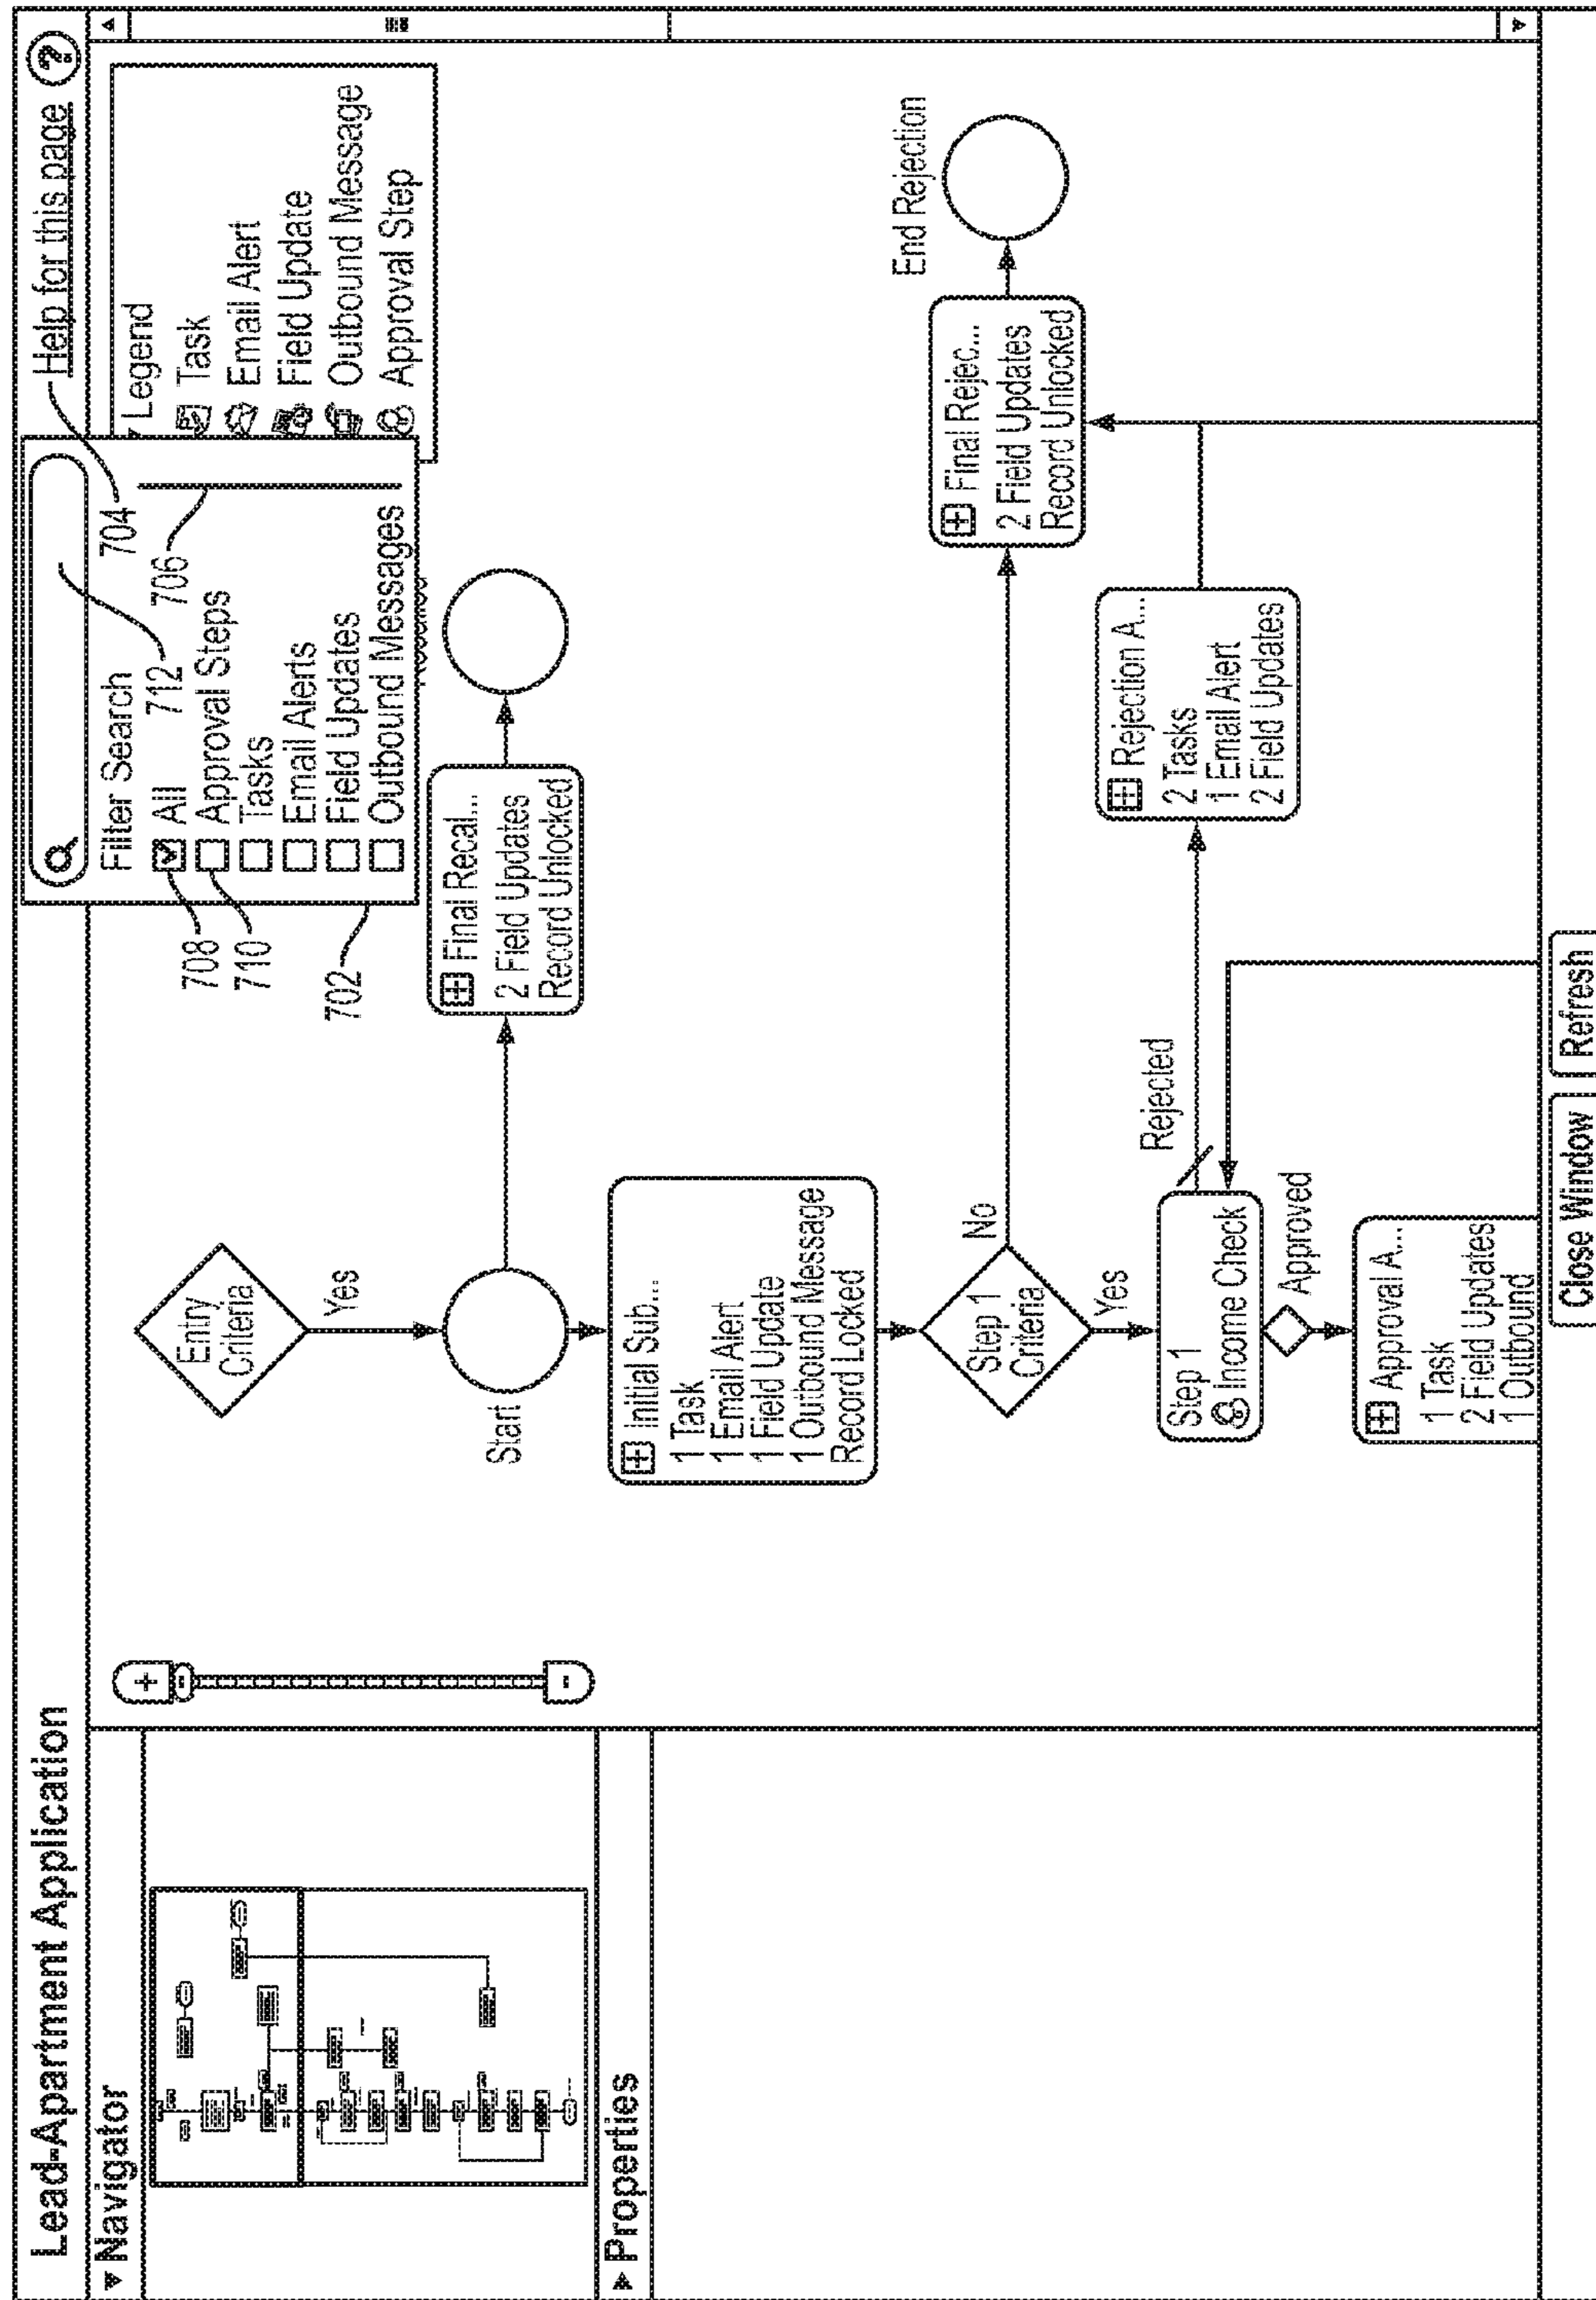 Lead-Apartment Application
Help for this page ?
▼ Navigator
▶ Properties
+
-
704
706
712
708
710
702
Filter Search
All
Approval Steps
Tasks
Email Alerts
Field Updates
Outbound Messages
Legend
Task
Email Alert
Field Update
Outbound Message
Approval Step
Entry
Criteria
Yes
Start
Final Recal...
2 Field Updates
Record Unlocked
Initial Sub...
1 Task
1 Email Alert
1 Field Update
1 Outbound Message
Record Locked
Step 1
Criteria
No
Yes
Final Rejec...
2 Field Updates
Record Unlocked
End Rejection
Step 1
Income Check
Rejected
Rejection A...
2 Tasks
1 Email Alert
2 Field Updates
Approved
Approval A...
1 Task
2 Field Updates
1 Outbound
Close Window
Refresh